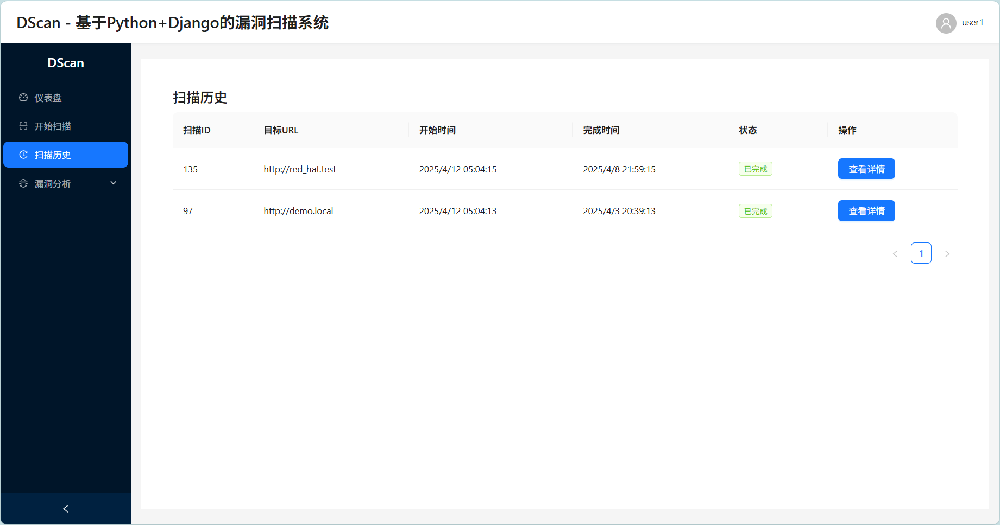 DScan - 基于Python+Django的漏洞扫描系统
user1
DScan
仪表盘
开始扫描
扫描历史
漏洞分析
扫描历史
扫描ID 目标URL 开始时间 完成时间 状态 操作
135 http://red_hat.test 2025/4/12 05:04:15 2025/4/8 21:59:15 已完成 查看详情
97 http://demo.local 2025/4/12 05:04:13 2025/4/3 20:39:13 已完成 查看详情
1